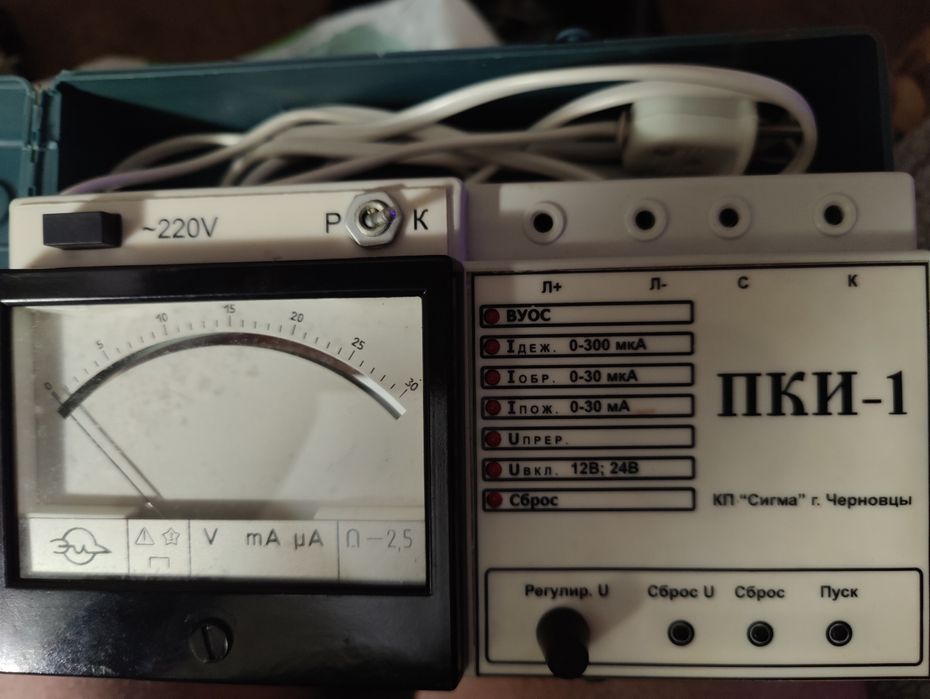 ~220V
Р К
0 5 10 15 20 25 30
V mA µA Ω-2,5
Л+ Л- С К
ВУОС
Iдеж. 0-300 мкА
Iобр. 0-30 мкА
Iпож. 0-30 мА
Uпрер.
Uвкл. 12В; 24В
Сброс
ПКИ-1
КП "Сигма" г. Черновцы
Регулир. U Сброс U Сброс Пуск